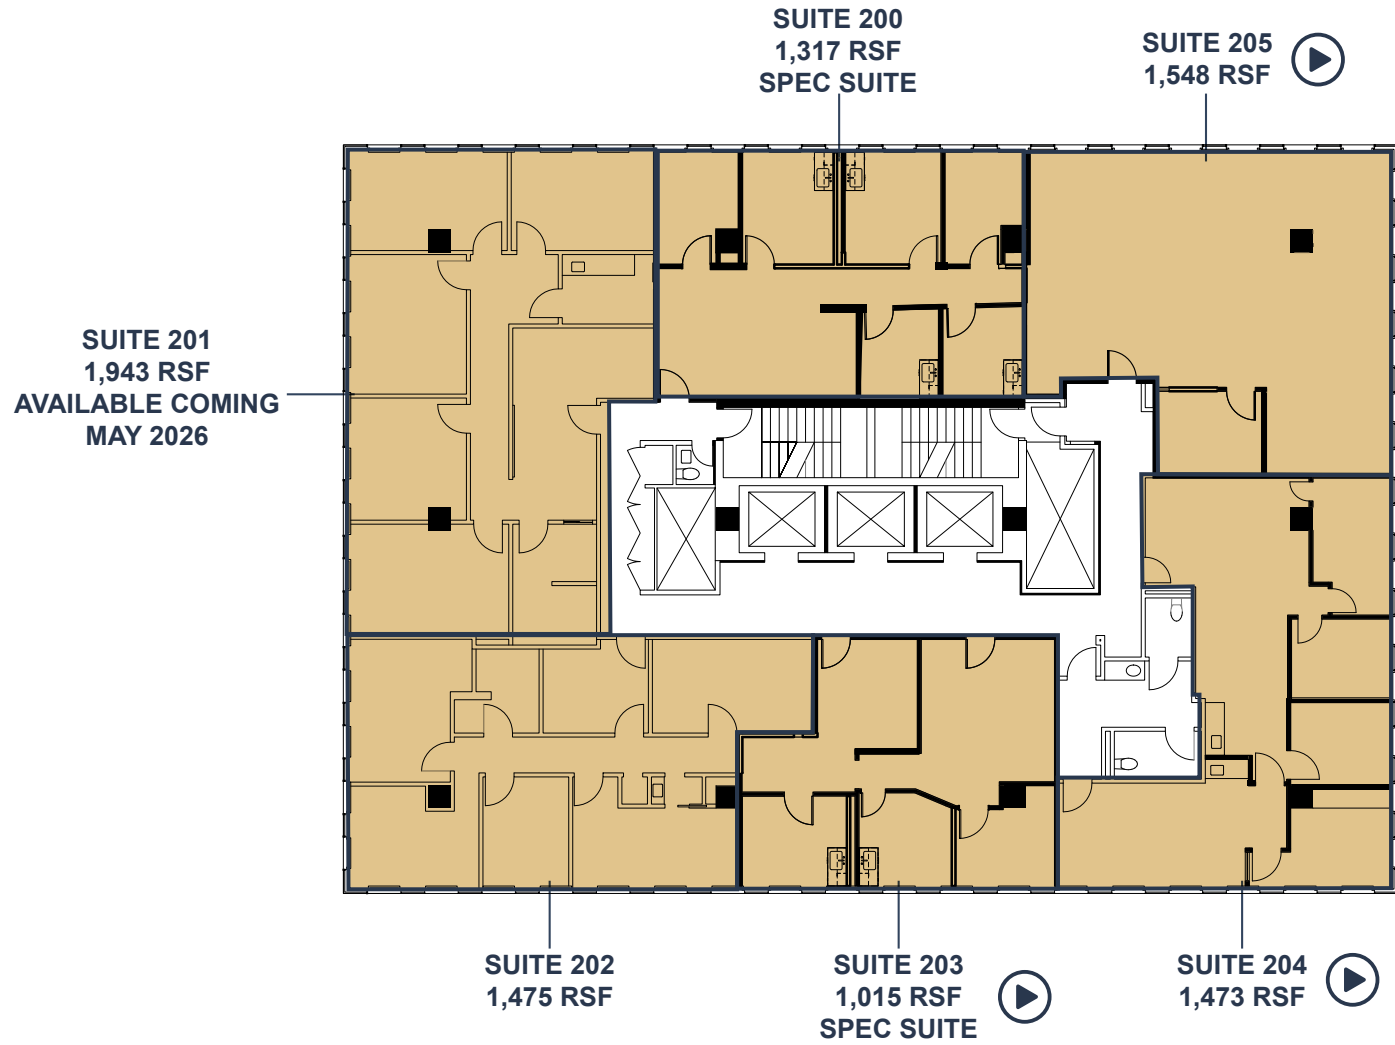 SUITE 200
1,317 RSF
SPEC SUITE
SUITE 205
1,548 RSF
SUITE 201
1,943 RSF
AVAILABLE COMING
MAY 2026
SUITE 202
1,475 RSF
SUITE 203
1,015 RSF
SPEC SUITE
SUITE 204
1,473 RSF